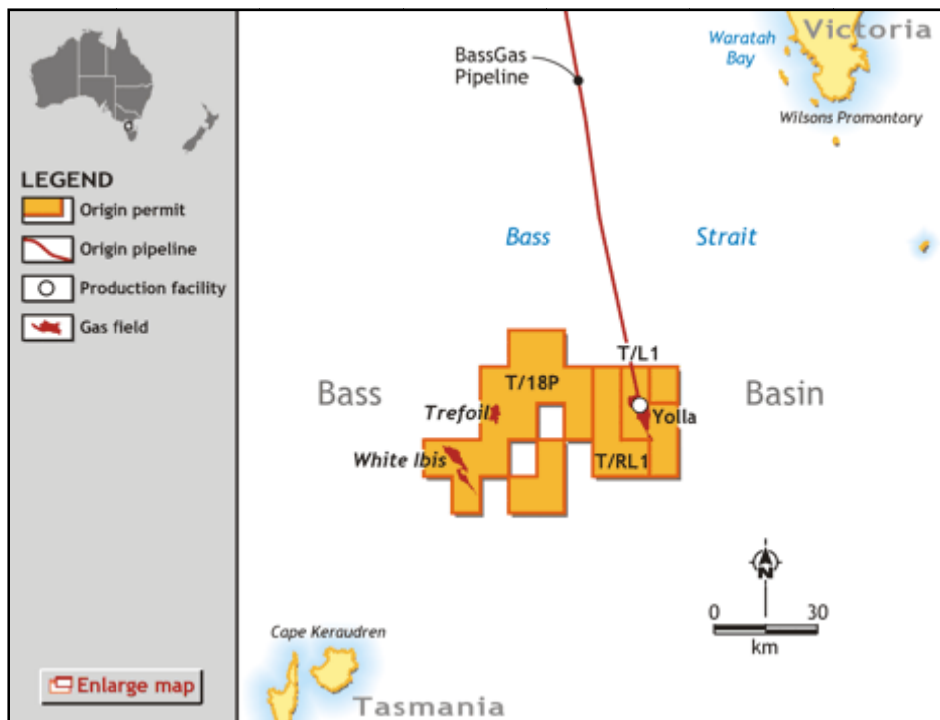 LEGEND
Origin permit
Origin pipeline
Production facility
Gas field
Enlarge map
Victoria
Waratah
Bay
BassGas
Pipeline
Wilsons Promontory
Bass Strait
T/L1
T/18P
Bass Basin
Trefoil
Yolla
White Ibis
T/RL1
N
0 30
km
Cape Keraudren
Tasmania